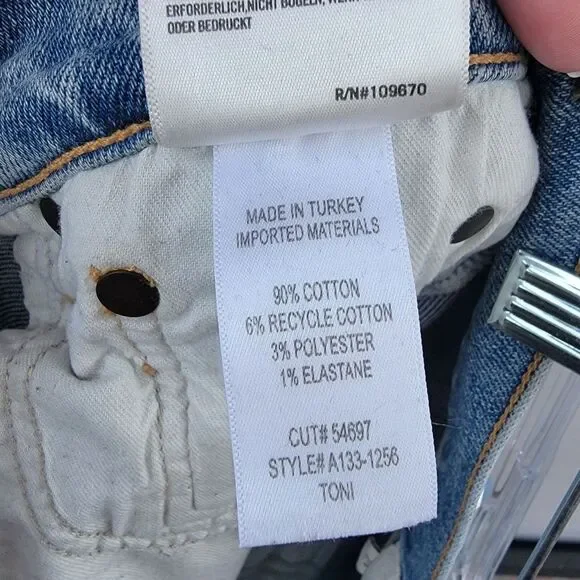 ERFORDERLICH,NICHT BÜGELN,
ODER BEDRUCKT
R/N#109670
MADE IN TURKEY
IMPORTED MATERIALS
90% COTTON
6% RECYCLE COTTON
3% POLYESTER
1% ELASTANE
CUT# 54697
STYLE# A133-1256
TONI